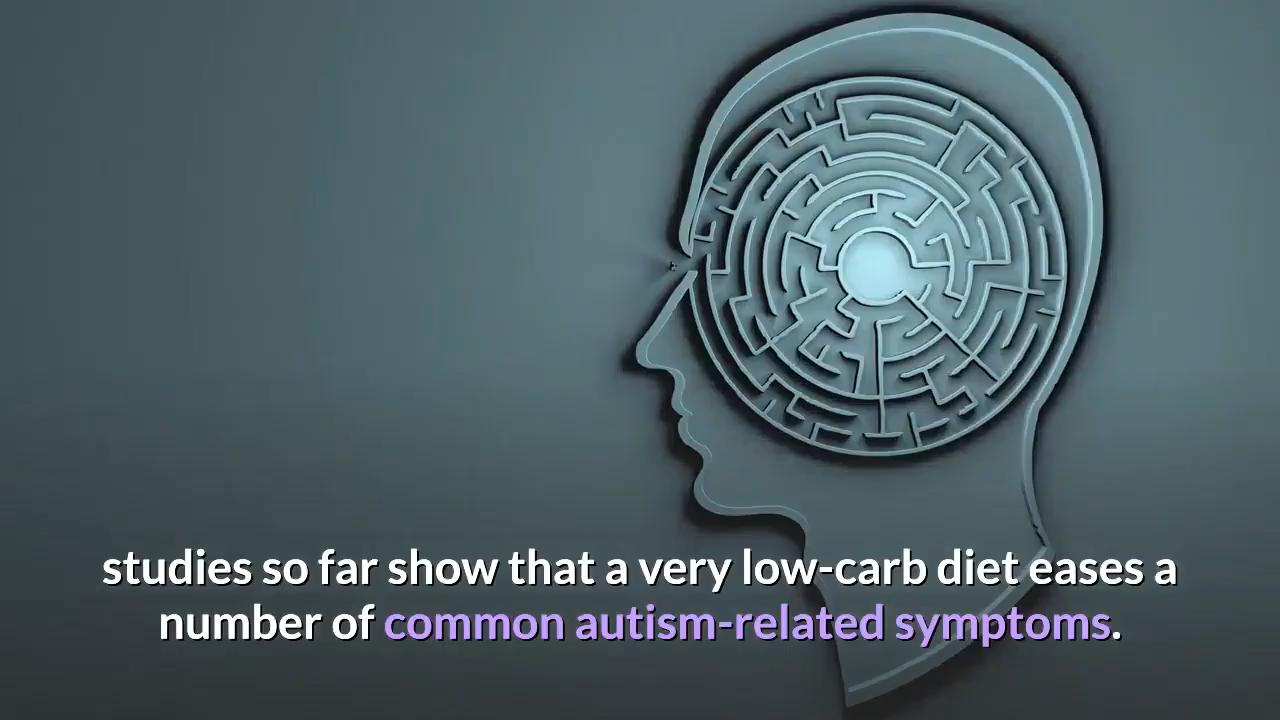 studies so far show that a very low-carb diet eases a
number of common autism-related symptoms.